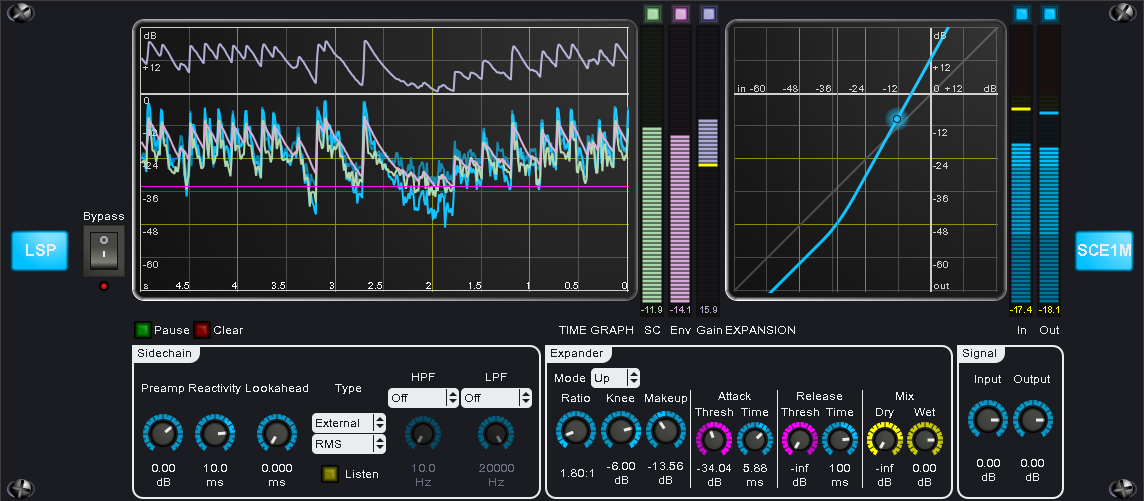 dB
+12
0
-12
-24
-36
-48
-60
s 4.5 4 3.5 3 2.5 2 1.5 1 0.5 0
-11.9 -14.1 15.9
dB
+12
in -60 -48 -36 -24 -12 0 +12 dB
-12
-24
-36
-48
-60
out
-17.4 -18.1
Bypass
LSP
SCE1M
Pause Clear
TIME GRAPH SC Env Gain EXPANSION
In Out
Sidechain
Preamp Reactivity Lookahead
0.00 10.0 0.000
dB ms ms
Type
External
RMS
Listen
HPF LPF
Off Off
10.0 20000
Hz Hz
Expander
Mode Up
Ratio Knee Makeup
1.80:1 -6.00 -13.56
dB dB
Attack
Thresh Time
-34.04 5.88
dB ms
Release
Thresh Time
-inf 100
dB ms
Mix
Dry Wet
-inf 0.00
dB dB
Signal
Input Output
0.00 0.00
dB dB